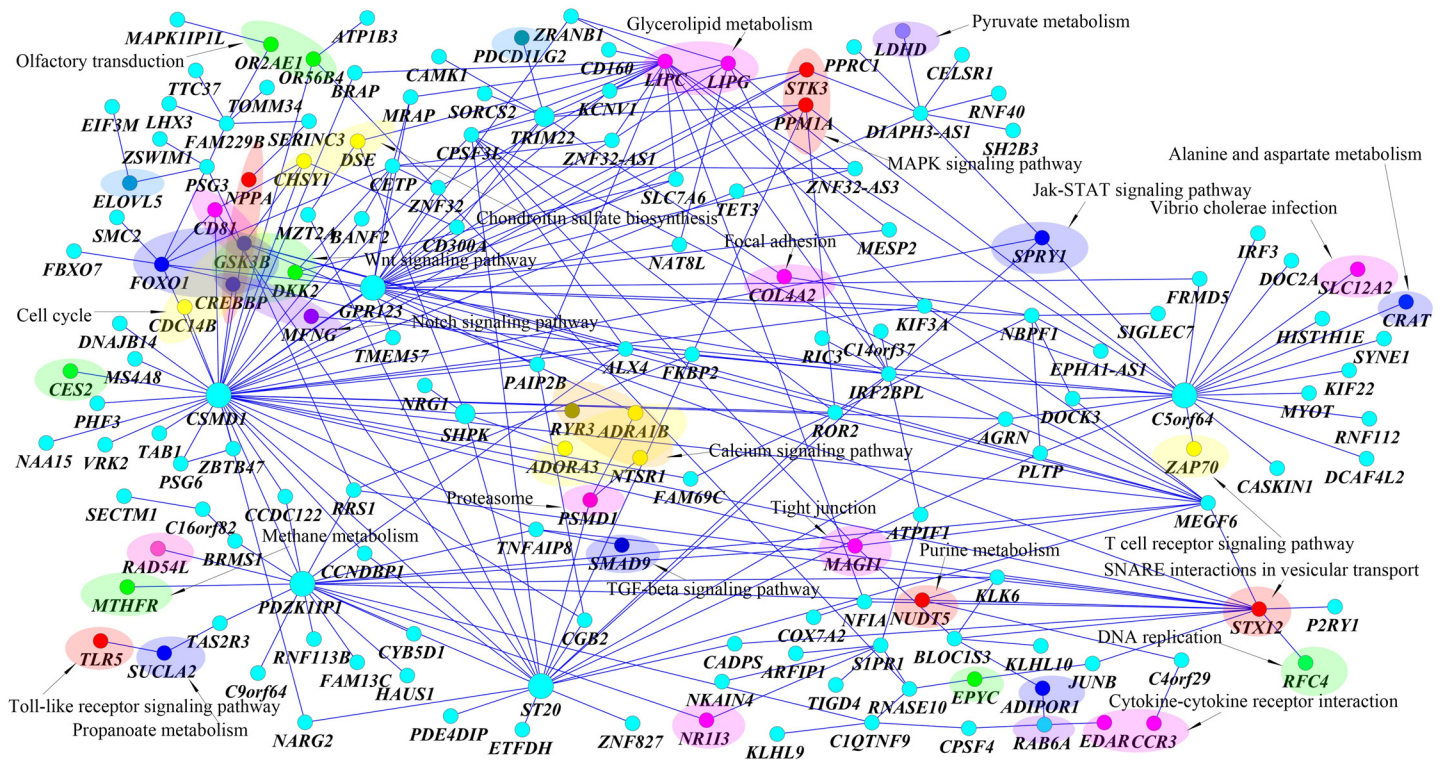 Glycerolipid metabolism
Pyruvate metabolism
MAPK1IP1L
ATP1B3
ZRANB1
PDCD1LG2
LDHD
Olfactory transduction
OR2AE1
OR56B4
CD160
LIPC
LIPG
PPRC1
CELSR1
TTC37
BRAP
CAMK1
STK3
RNF40
TOMM34
MRAP
SORCS2
KCNV1
EIF3M
LHX3
FAM229B
SERINC3
TRIM22
PPM1A
DIAPH3-AS1
SH2B3
ZSWIM1
DSE
CPSF3L
ZNF32-AS1
MAPK signaling pathway
Alanine and aspartate metabolism
ELOVL5
PSG3
NPPA
CHSY1
CETP
ZNF32
SLC7A6
TET3
ZNF32-AS3
Jak-STAT signaling pathway
Vibrio cholerae infection
SMC2
CD81
MZT2A
BANF2
Chondroitin sulfate biosynthesis
CD300A
Focal adhesion
MESP2
SPRY1
IRF3
FBXO7
FOXO1
GSK3B
Wnt signaling pathway
NAT8L
DOC2A
SLC12A2
CREBBP
DKK2
GPR123
COL4A2
FRMD5
Cell cycle
CDC14B
MFNG
Notch signaling pathway
KIF3A
NBPF1
SIGLEC7
HIST1H1E
CRAT
DNAJB14
TMEM57
RIC3
C14orf37
SYNE1
MS4A8
ALX4
FKBP2
IRF2BPL
EPHA1-AS1
CES2
PAIP2B
KIF22
PHF3
CSMD1
NRG1
SHPK
RYR3
ADRA1B
ROR2
DOCK3
C5orf64
MYOT
RNF112
NAA15
VRK2
TAB1
ZBTB47
ADORA3
NTSR1
Calcium signaling pathway
AGRN
PLTP
ZAP70
DCAF4L2
PSG6
FAM69C
CASKIN1
SECTM1
C16orf82
CCDC122
RRS1
Proteasome
PSMD1
Tight junction
ATPIF1
MEGF6
BRMS1
Methane metabolism
TNFAIP8
SMAD9
MAGI1
Purine metabolism
T cell receptor signaling pathway
RAD54L
CCNDBP1
TGF-beta signaling pathway
SNARE interactions in vesicular transport
MTHFR
PDZK1IP1
KLK6
NFIA
NUDT5
STX12
P2RY1
TAS2R3
CGB2
COX7A2
DNA replication
TLR5
SUCLA2
RNF113B
CYB5D1
CADPS
ARFIP1
S1PR1
BLOC1S3
KLHL10
JUNB
C4orf29
RFC4
C9orf64
FAM13C
HAUS1
ST20
NKAIN4
TIGD4
RNASE10
EPYC
ADIPOR1
Cytokine-cytokine receptor interaction
Toll-like receptor signaling pathway
Propanoate metabolism
NARG2
PDE4DIP
ETFDH
ZNF827
NR1I3
KLHL9
C1QTNF9
CPSF4
RAB6A
EDAR
CCR3